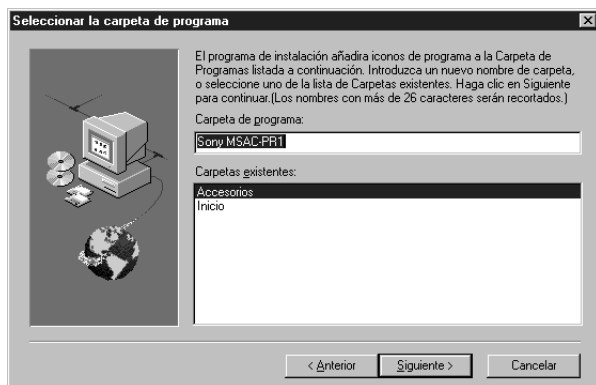 Seleccionar la carpeta de programa
El programa de instalación añadira iconos de programa a la Carpeta de
Programas listada a continuación. Introduzca un nuevo nombre de carpeta,
o seleccione uno de la lista de Carpetas existentes. Haga clic en Siguiente
para continuar.(Los nombres con más de 26 caracteres serán recortados.)
Carpeta de programa:
Sony MSAC-PR1
Carpetas existentes:
Accesorios
Inicio
< Anterior
Siguiente >
Cancelar